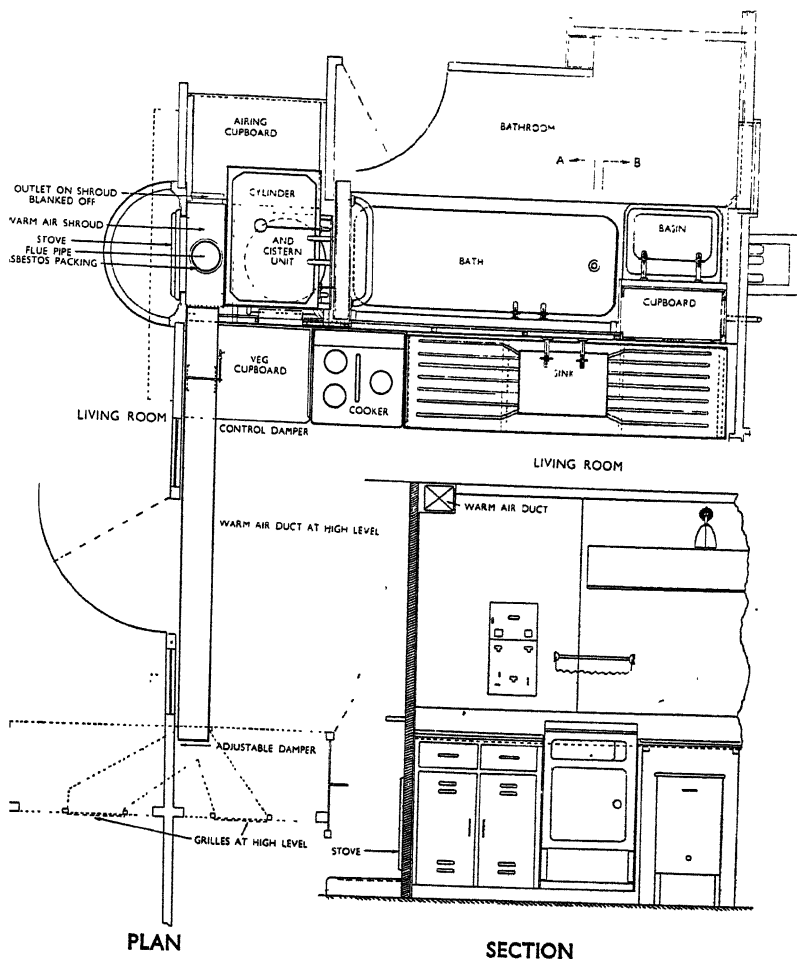 AIRING
CUPBOARD
BATHROOM
A B
OUTLET ON SHROUD
BLANKED OFF
CYLINDER
WARM AIR SHROUD
STOVE
FLUE PIPE
ASBESTOS PACKING
AND
CISTERN
UNIT
BATH
BASIN
CUPBOARD
VEG
CUPBOARD
COOKER
SINK
LIVING ROOM
CONTROL DAMPER
LIVING ROOM
WARM AIR DUCT
WARM AIR DUCT AT HIGH LEVEL
ADJUSTABLE DAMPER
GRILLES AT HIGH LEVEL
STOVE
PLAN
SECTION